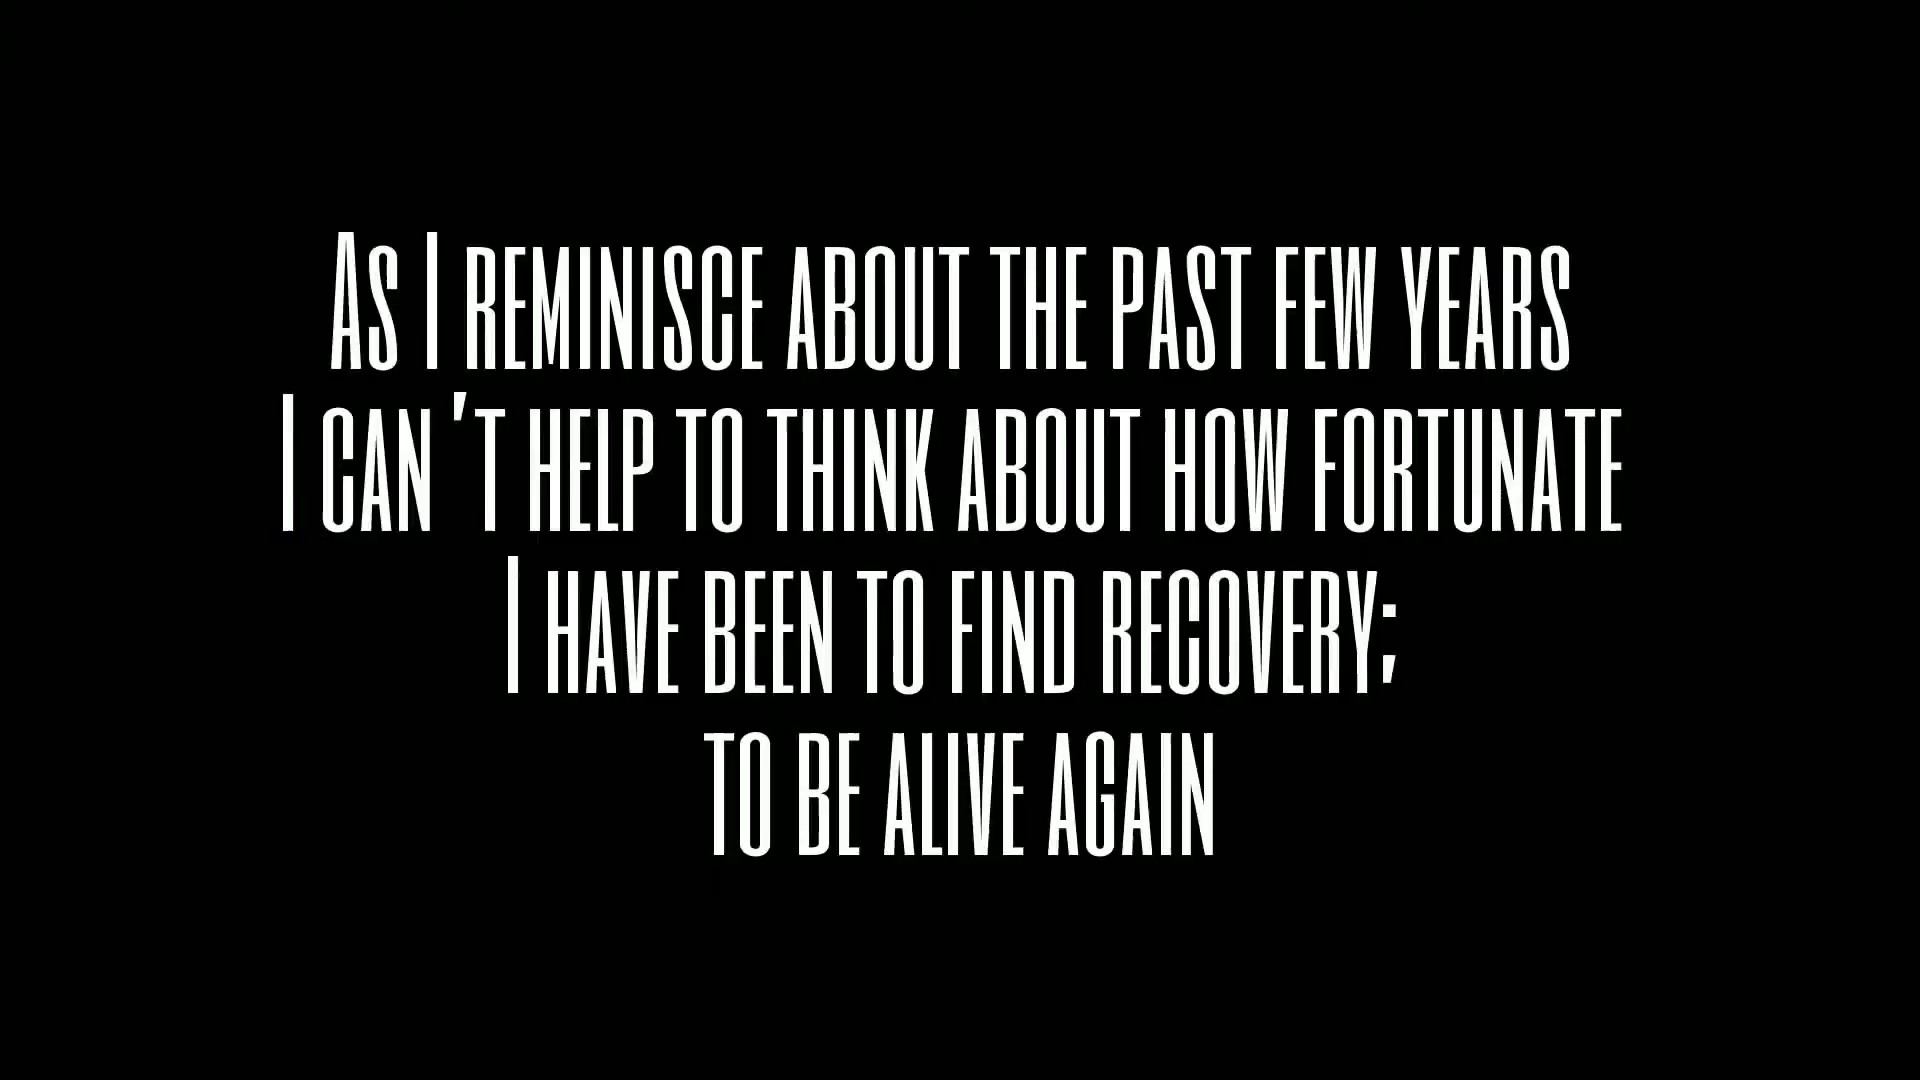 As I reminisce about the past few years
I can 't help to think about how fortunate
I have been to find recovery;
to be alive again